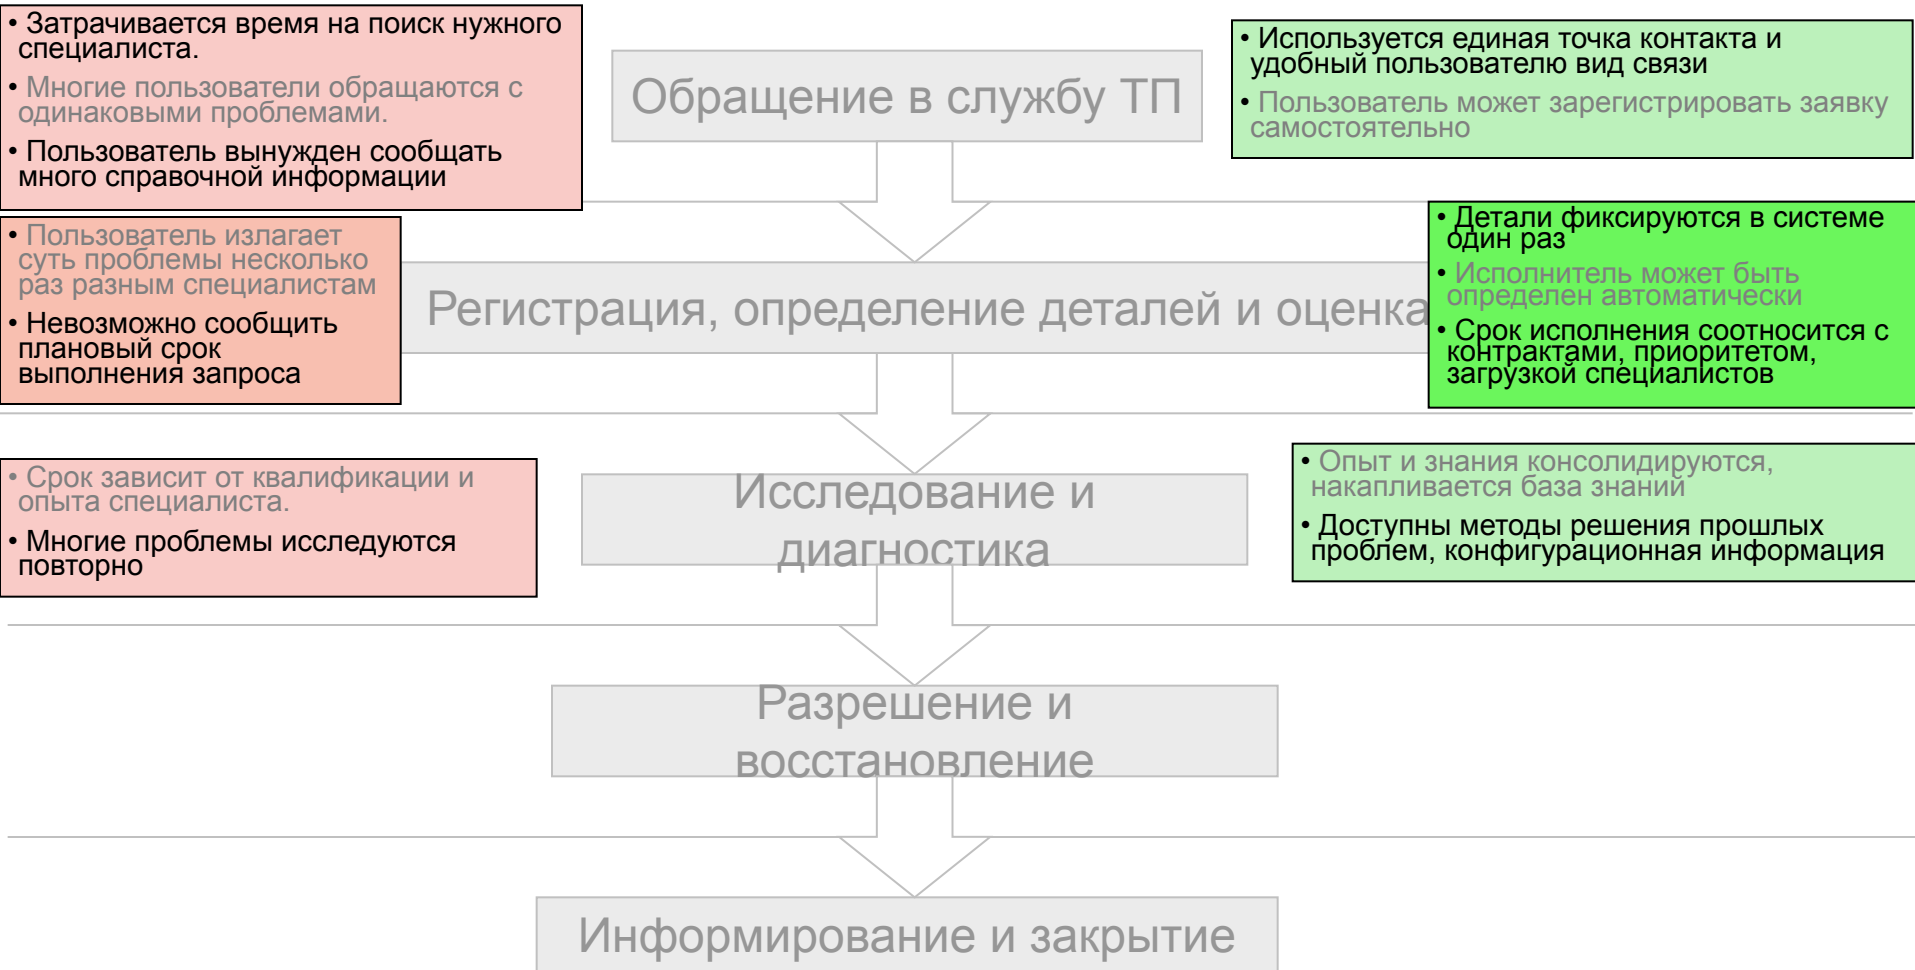 • Затрачивается время на поиск нужного
специалиста.
• Многие пользователи обращаются с
одинаковыми проблемами.
• Пользователь вынужден сообщать
много справочной информации
Обращение в службу ТП
• Используется единая точка контакта и
удобный пользователю вид связи
• Пользователь может зарегистрировать заявку
самостоятельно
• Пользователь излагает
суть проблемы несколько
раз разным специалистам
• Невозможно сообщить
плановый срок
выполнения запроса
Регистрация, определение деталей и оценка
• Детали фиксируются в системе
один раз
• Исполнитель может быть
определен автоматически
• Срок исполнения соотносится с
контрактами, приоритетом,
загрузкой специалистов
• Срок зависит от квалификации и
опыта специалиста.
• Многие проблемы исследуются
повторно
Исследование и
диагностика
• Опыт и знания консолидируются,
накапливается база знаний
• Доступны методы решения прошлых
проблем, конфигурационная информация
Разрешение и
восстановление
Информирование и закрытие